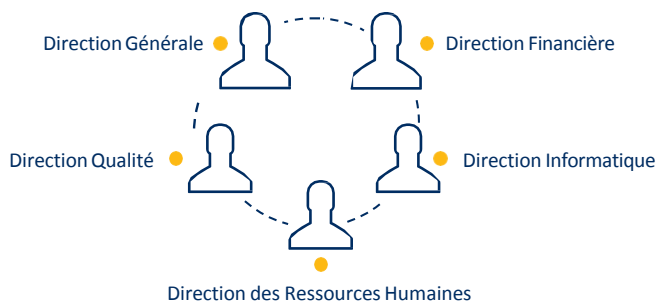 Direction Générale
Direction Financière
Direction Qualité
Direction Informatique
Direction des Ressources Humaines